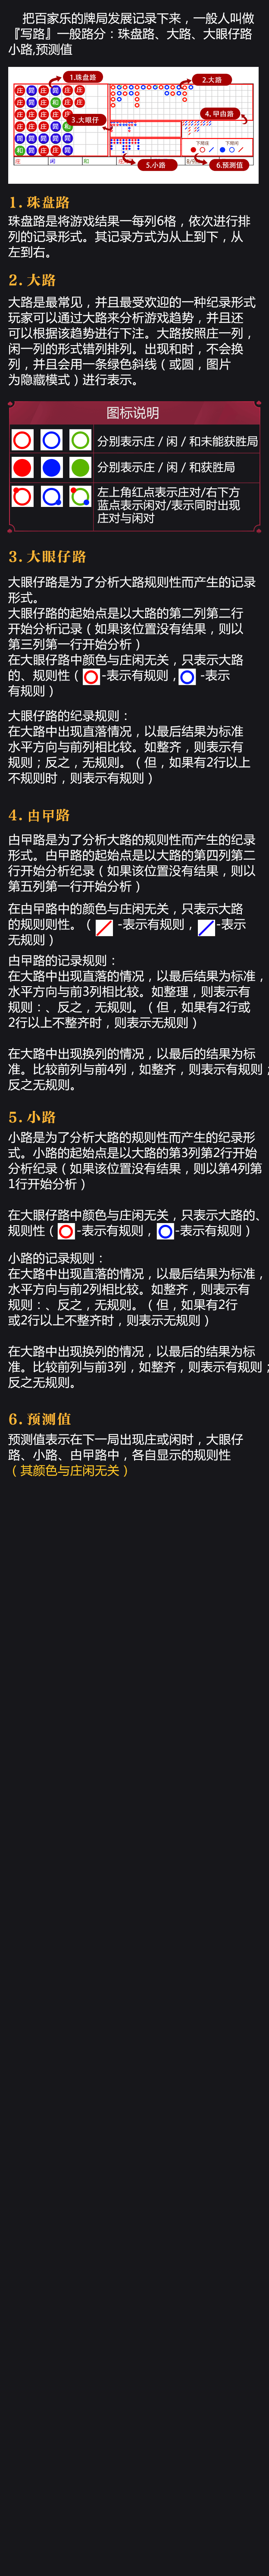 把百家乐的牌局发展记录下来，一般人叫做
『写路』一般路分：珠盘路、大路、大眼仔路
小路,预测值
1.珠盘路
2.大路
3.大眼仔
4.甲由路
5.小路
6.预测值
1.珠盘路
珠盘路是将游戏结果一每列6格，依次进行排
列的记录形式。其记录方式为从上到下，从
左到右。
2.大路
大路是最常见，并且最受欢迎的一种纪录形式
玩家可以通过大路来分析游戏趋势，并且还
可以根据该趋势进行下注。大路按照庄一列，
闲一列的形式错列排列。出现和时，不会换
列，并且会用一条绿色斜线（或圆，图片
为隐藏模式）进行表示。
图标说明
分别表示庄 / 闲 / 和未能获胜局
分别表示庄 / 闲 / 和获胜局
左上角红点表示庄对/右下方
蓝点表示闲对/表示同时出现
庄对与闲对
3.大眼仔路
大眼仔路是为了分析大路规则性而产生的记录
形式。
大眼仔路的起始点是以大路的第二列第二行
开始分析记录（如果该位置没有结果，则以
第三列第一行开始分析）
在大眼仔路中颜色与庄闲无关，只表示大路
的、规则性（ -表示有规则， -表示
有规则）
大眼仔路的纪录规则：
在大路中出现直落情况，以最后结果为标准
水平方向与前列相比较。如整齐，则表示有
规则；反之，无规则。（但，如果有2行以上
不规则时，则表示有规则）
4.由曱路
由曱路是为了分析大路的规则性而产生的纪录
形式。由曱路的起始点是以大路的第四列第二
行开始分析纪录（如果该位置没有结果，则以
第五列第一行开始分析）
在由曱路中的颜色与庄闲无关，只表示大路
的规则则性。（ -表示有规则， -表示
无规则）
由曱路的记录规则：
在大路中出现直落的情况，以最后结果为标准，
水平方向与前3列相比较。如整理，则表示有
规则：、反之，无规则。（但，如果有2行或
2行以上不整齐时，则表示无规则）
在大路中出现换列的情况，以最后的结果为标
准。比较前列与前4列，如整齐，则表示有规则；
反之无规则。
5.小路
小路是为了分析大路的规则性而产生的纪录形
式。小路的起始点是以大路的第3列第2行开始
分析纪录（如果该位置没有结果，则以第4列第
1行开始分析）
在大眼仔路中颜色与庄闲无关，只表示大路的、
规则性（ -表示有规则， -表示有规则）
小路的记录规则：
在大路中出现直落的情况，以最后结果为标准，
水平方向与前2列相比较。如整齐，则表示有
规则：、反之，无规则。（但，如果有2行
或2行以上不整齐时，则表示无规则）
在大路中出现换列的情况，以最后的结果为标
准。比较前列与前3列，如整齐，则表示有规则；
反之无规则。
6.预测值
预测值表示在下一局出现庄或闲时，大眼仔
路、小路、由曱路中，各自显示的规则性
（其颜色与庄闲无关）